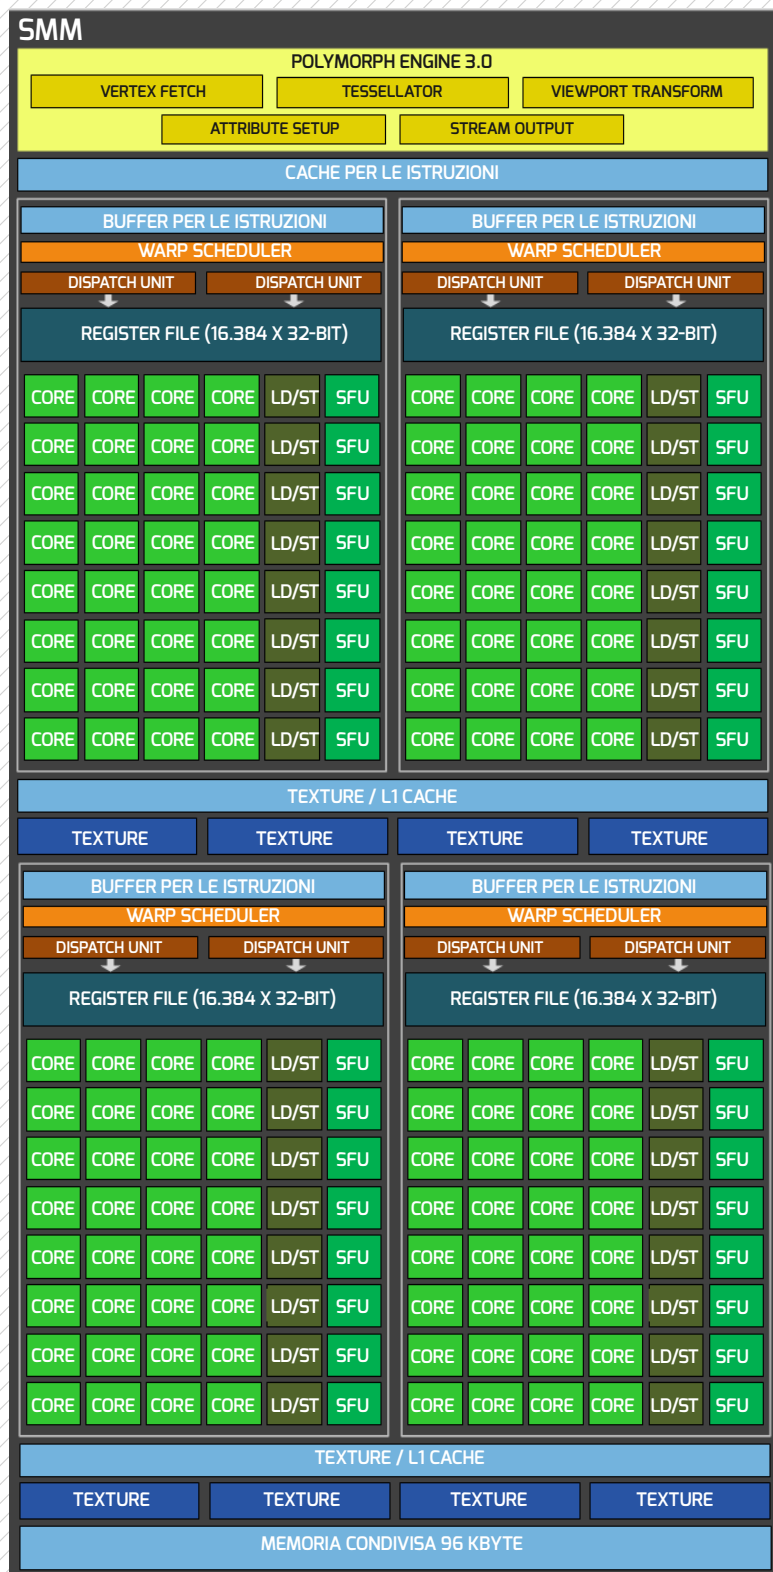 SMM
POLYMORPH ENGINE 3.0
VERTEX FETCH TESSELLATOR VIEWPORT TRANSFORM
ATTRIBUTE SETUP STREAM OUTPUT
CACHE PER LE ISTRUZIONI
BUFFER PER LE ISTRUZIONI BUFFER PER LE ISTRUZIONI
WARP SCHEDULER WARP SCHEDULER
DISPATCH UNIT DISPATCH UNIT DISPATCH UNIT DISPATCH UNIT
REGISTER FILE (16.384 X 32-BIT) REGISTER FILE (16.384 X 32-BIT)
CORE CORE CORE CORE LD/ST SFU CORE CORE CORE CORE LD/ST SFU
CORE CORE CORE CORE LD/ST SFU CORE CORE CORE CORE LD/ST SFU
CORE CORE CORE CORE LD/ST SFU CORE CORE CORE CORE LD/ST SFU
CORE CORE CORE CORE LD/ST SFU CORE CORE CORE CORE LD/ST SFU
CORE CORE CORE CORE LD/ST SFU CORE CORE CORE CORE LD/ST SFU
CORE CORE CORE CORE LD/ST SFU CORE CORE CORE CORE LD/ST SFU
CORE CORE CORE CORE LD/ST SFU CORE CORE CORE CORE LD/ST SFU
CORE CORE CORE CORE LD/ST SFU CORE CORE CORE CORE LD/ST SFU
TEXTURE / L1 CACHE
TEXTURE TEXTURE TEXTURE TEXTURE
BUFFER PER LE ISTRUZIONI BUFFER PER LE ISTRUZIONI
WARP SCHEDULER WARP SCHEDULER
DISPATCH UNIT DISPATCH UNIT DISPATCH UNIT DISPATCH UNIT
REGISTER FILE (16.384 X 32-BIT) REGISTER FILE (16.384 X 32-BIT)
CORE CORE CORE CORE LD/ST SFU CORE CORE CORE CORE LD/ST SFU
CORE CORE CORE CORE LD/ST SFU CORE CORE CORE CORE LD/ST SFU
CORE CORE CORE CORE LD/ST SFU CORE CORE CORE CORE LD/ST SFU
CORE CORE CORE CORE LD/ST SFU CORE CORE CORE CORE LD/ST SFU
CORE CORE CORE CORE LD/ST SFU CORE CORE CORE CORE LD/ST SFU
CORE CORE CORE CORE LD/ST SFU CORE CORE CORE CORE LD/ST SFU
CORE CORE CORE CORE LD/ST SFU CORE CORE CORE CORE LD/ST SFU
CORE CORE CORE CORE LD/ST SFU CORE CORE CORE CORE LD/ST SFU
TEXTURE / L1 CACHE
TEXTURE TEXTURE TEXTURE TEXTURE
MEMORIA CONDIVISA 96 KBYTE